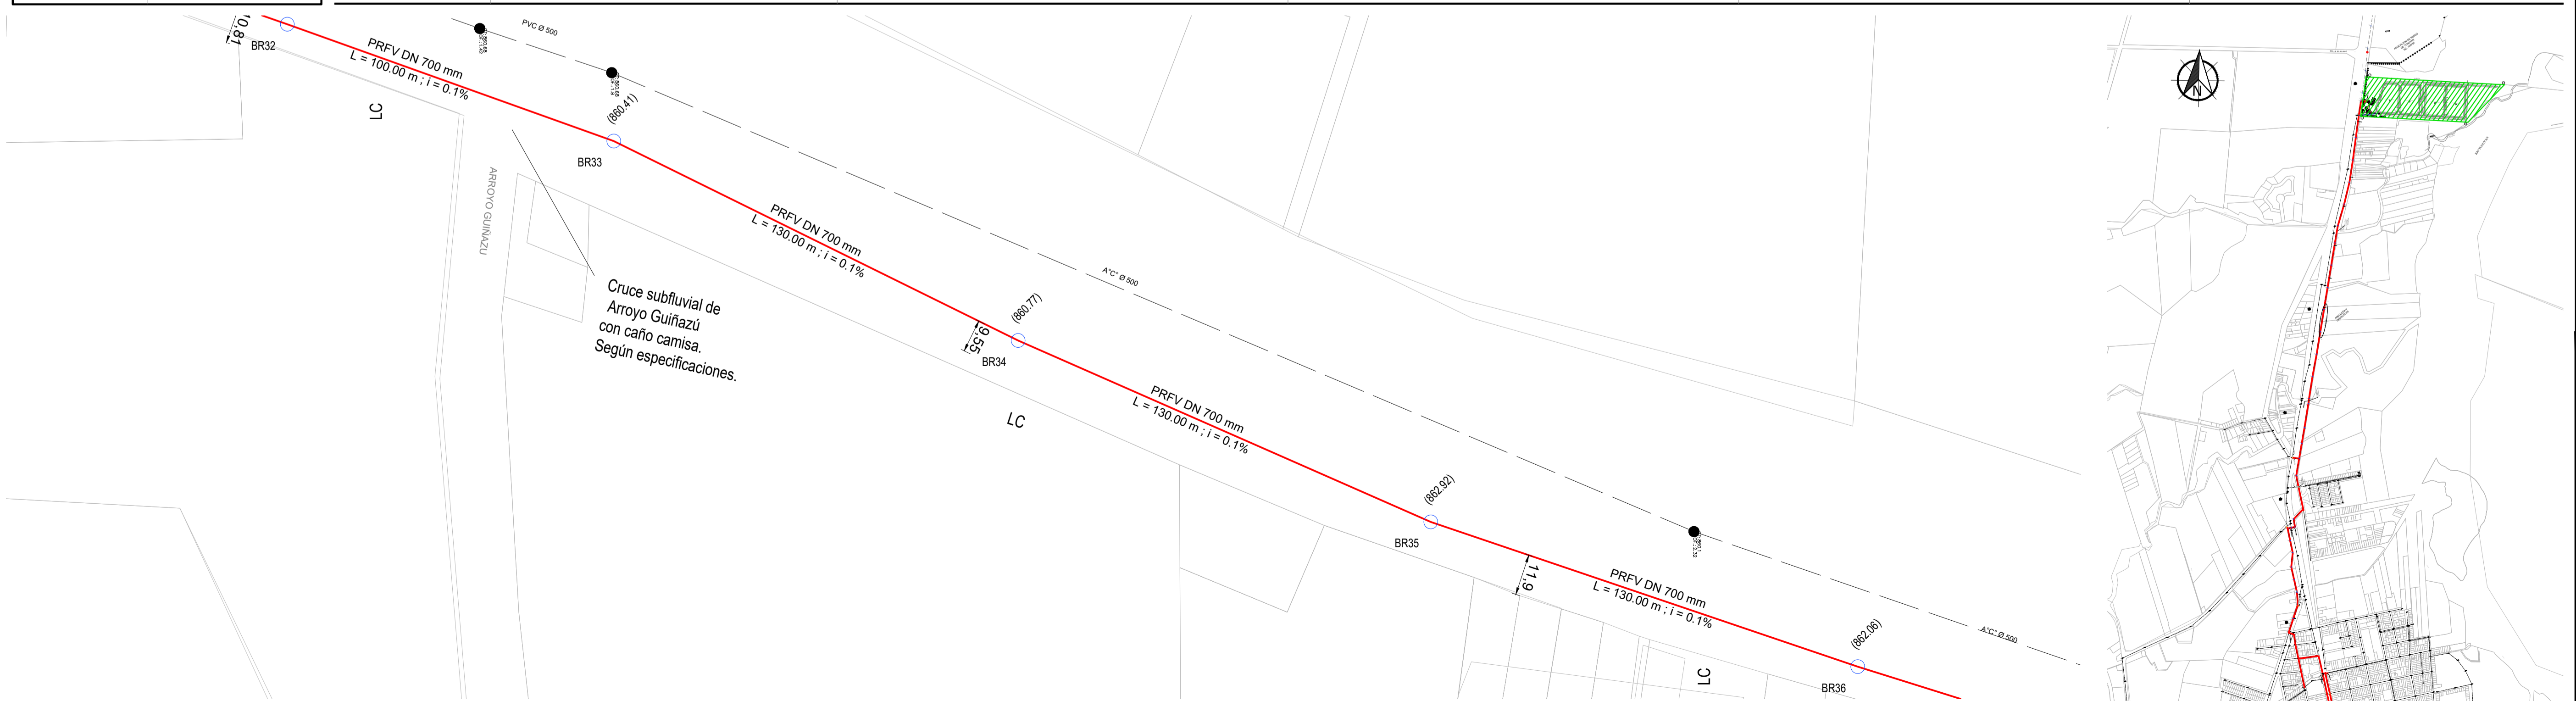 10,81
BR32
PRFV DN 700 mm
L = 100.00 m ; i = 0.1%
LC
PVC Ø 500
(860.41)
BR33
ARROYO GUIÑAZU
Cruce subfluvial de
Arroyo Guiñazú
con caño camisa.
Según especificaciones.
PRFV DN 700 mm
L = 130.00 m ; i = 0.1%
(860.77)
9,55
BR34
LC
A°C° Ø 500
PRFV DN 700 mm
L = 130.00 m ; i = 0.1%
(862.92)
BR35
11,9
PRFV DN 700 mm
L = 130.00 m ; i = 0.1%
LC
(862.06)
BR36
A°C° Ø 500
N